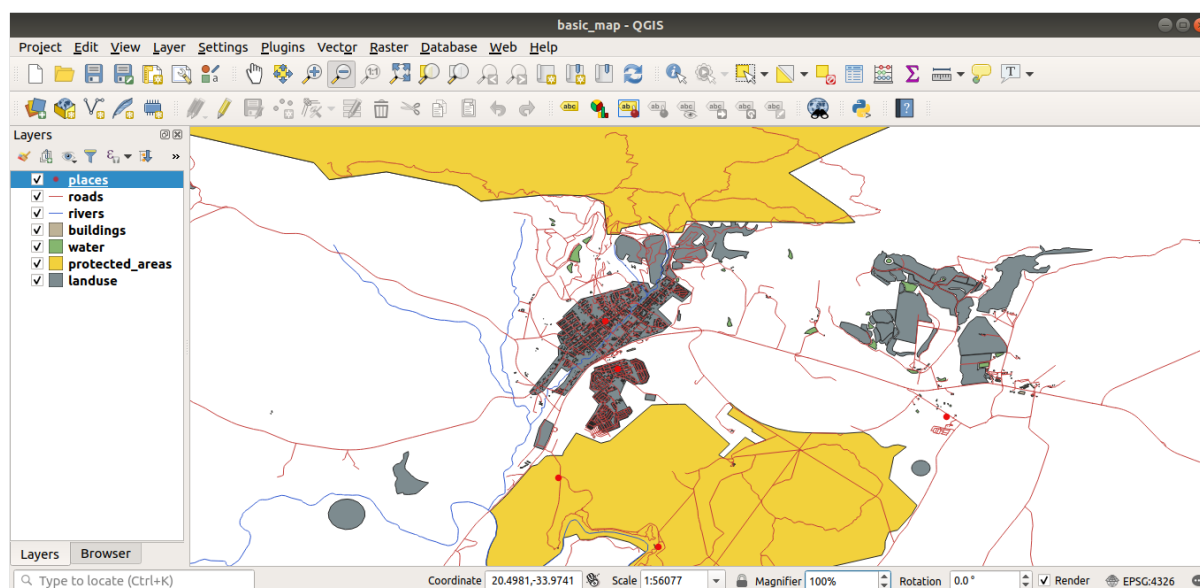 basic_map - QGIS
Project Edit View Layer Settings Plugins Vector Raster Database Web Help
Layers
places
roads
rivers
buildings
water
protected_areas
landuse
Layers Browser
Type to locate (Ctrl+K) Coordinate 20.4981,-33.9741 Scale 1:56077 Magnifier 100% Rotation 0.0 ° Render EPSG:4326